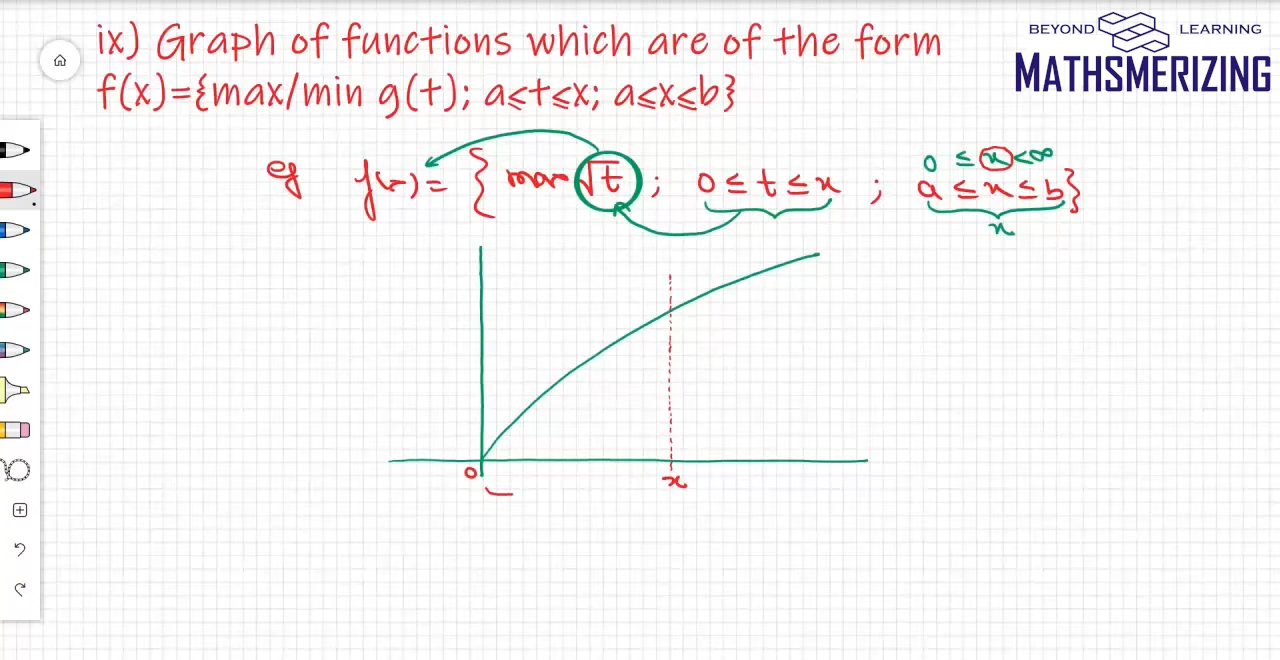 ix) Graph of functions which are of the form
f(x)={max/min g(t); a≤t≤x; a≤x≤b}
BEYOND LEARNING
MATHSMERIZING
0 ≤ x < ∞
eg f(x) = { max √t ; 0 ≤ t ≤ x ; a ≤ x ≤ b}
x
0 x